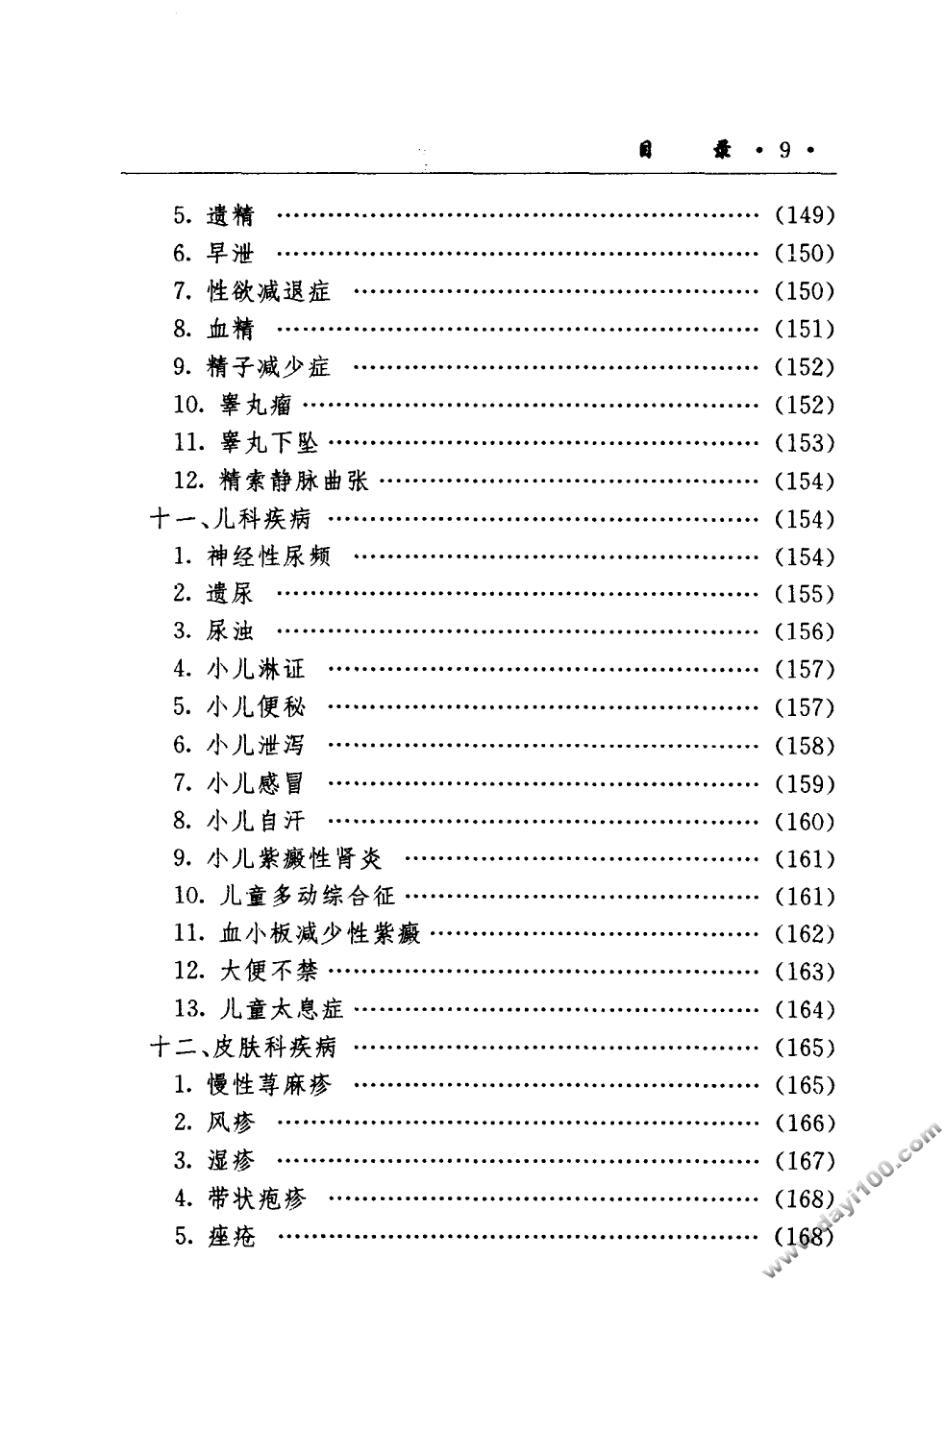 目 录 · 9 ·
5. 遗精 …………………………………………………… (149)
6. 早泄 …………………………………………………… (150)
7. 性欲减退症 …………………………………………… (150)
8. 血精 …………………………………………………… (151)
9. 精子减少症 …………………………………………… (152)
10. 睾丸瘤 ………………………………………………… (152)
11. 睾丸下坠 ……………………………………………… (153)
12. 精索静脉曲张 ………………………………………… (154)
十一、儿科疾病 ……………………………………………… (154)
1. 神经性尿频 …………………………………………… (154)
2. 遗尿 …………………………………………………… (155)
3. 尿浊 …………………………………………………… (156)
4. 小儿淋证 ……………………………………………… (157)
5. 小儿便秘 ……………………………………………… (157)
6. 小儿泄泻 ……………………………………………… (158)
7. 小儿感冒 ……………………………………………… (159)
8. 小儿自汗 ……………………………………………… (160)
9. 小儿紫癜性肾炎 ……………………………………… (161)
10. 儿童多动综合征 ……………………………………… (161)
11. 血小板减少性紫癜 …………………………………… (162)
12. 大便不禁 ……………………………………………… (163)
13. 儿童太息症 …………………………………………… (164)
十二、皮肤科疾病 …………………………………………… (165)
1. 慢性荨麻疹 …………………………………………… (165)
2. 风疹 …………………………………………………… (166)
3. 湿疹 …………………………………………………… (167)
4. 带状疱疹 ……………………………………………… (168)
5. 痤疮 …………………………………………………… (168)
www.dayi100.com